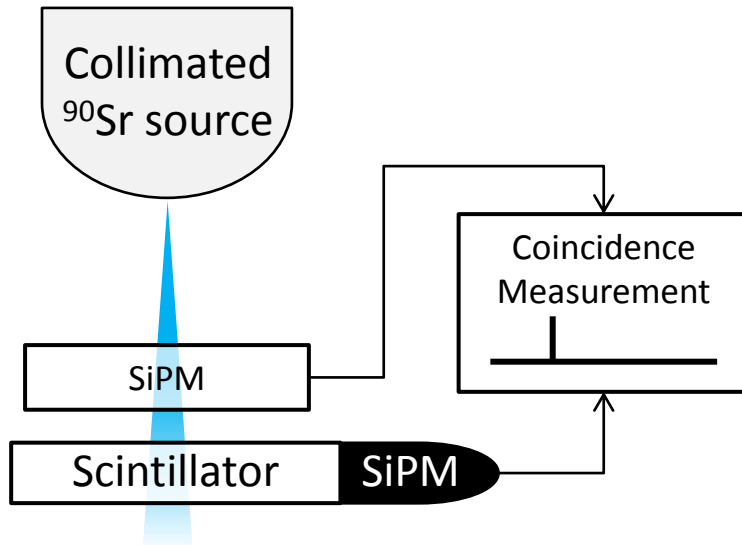 Collimated
⁹⁰Sr source
Coincidence
Measurement
SiPM
Scintillator
SiPM